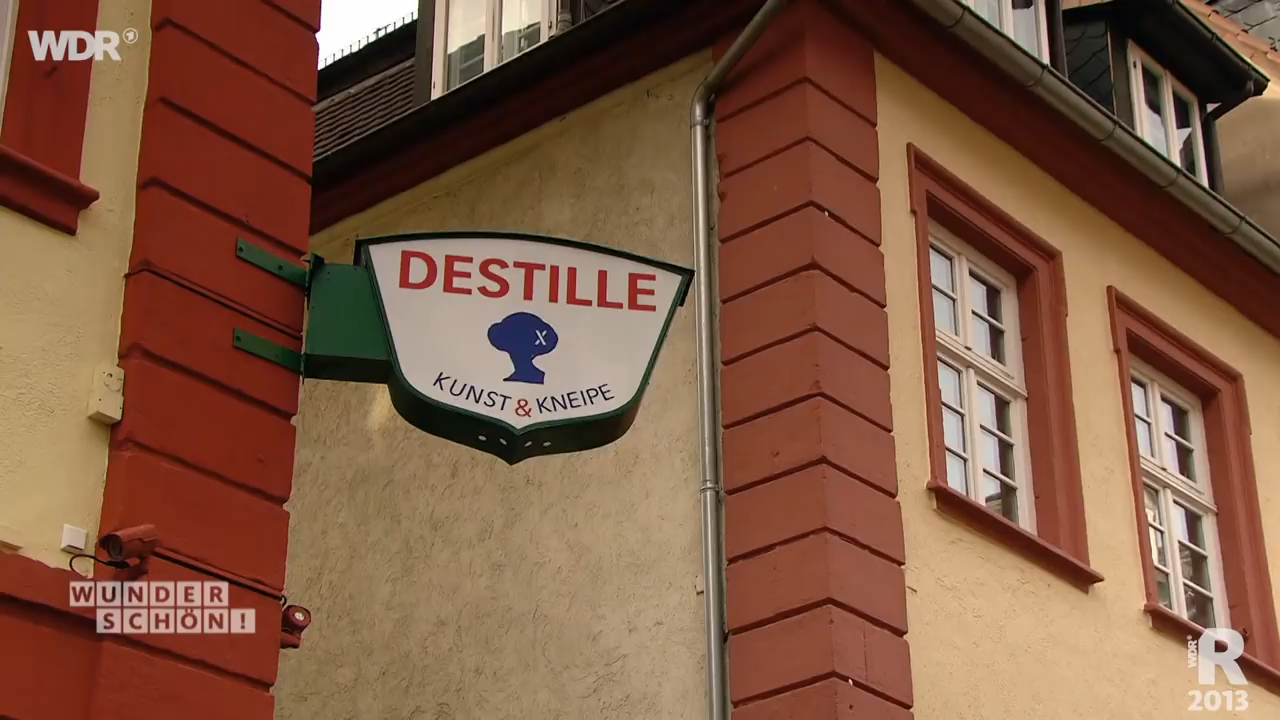 WDR
DESTILLE
X
KUNST & KNEIPE
WUNDER
SCHÖN!
WDR
R
2013